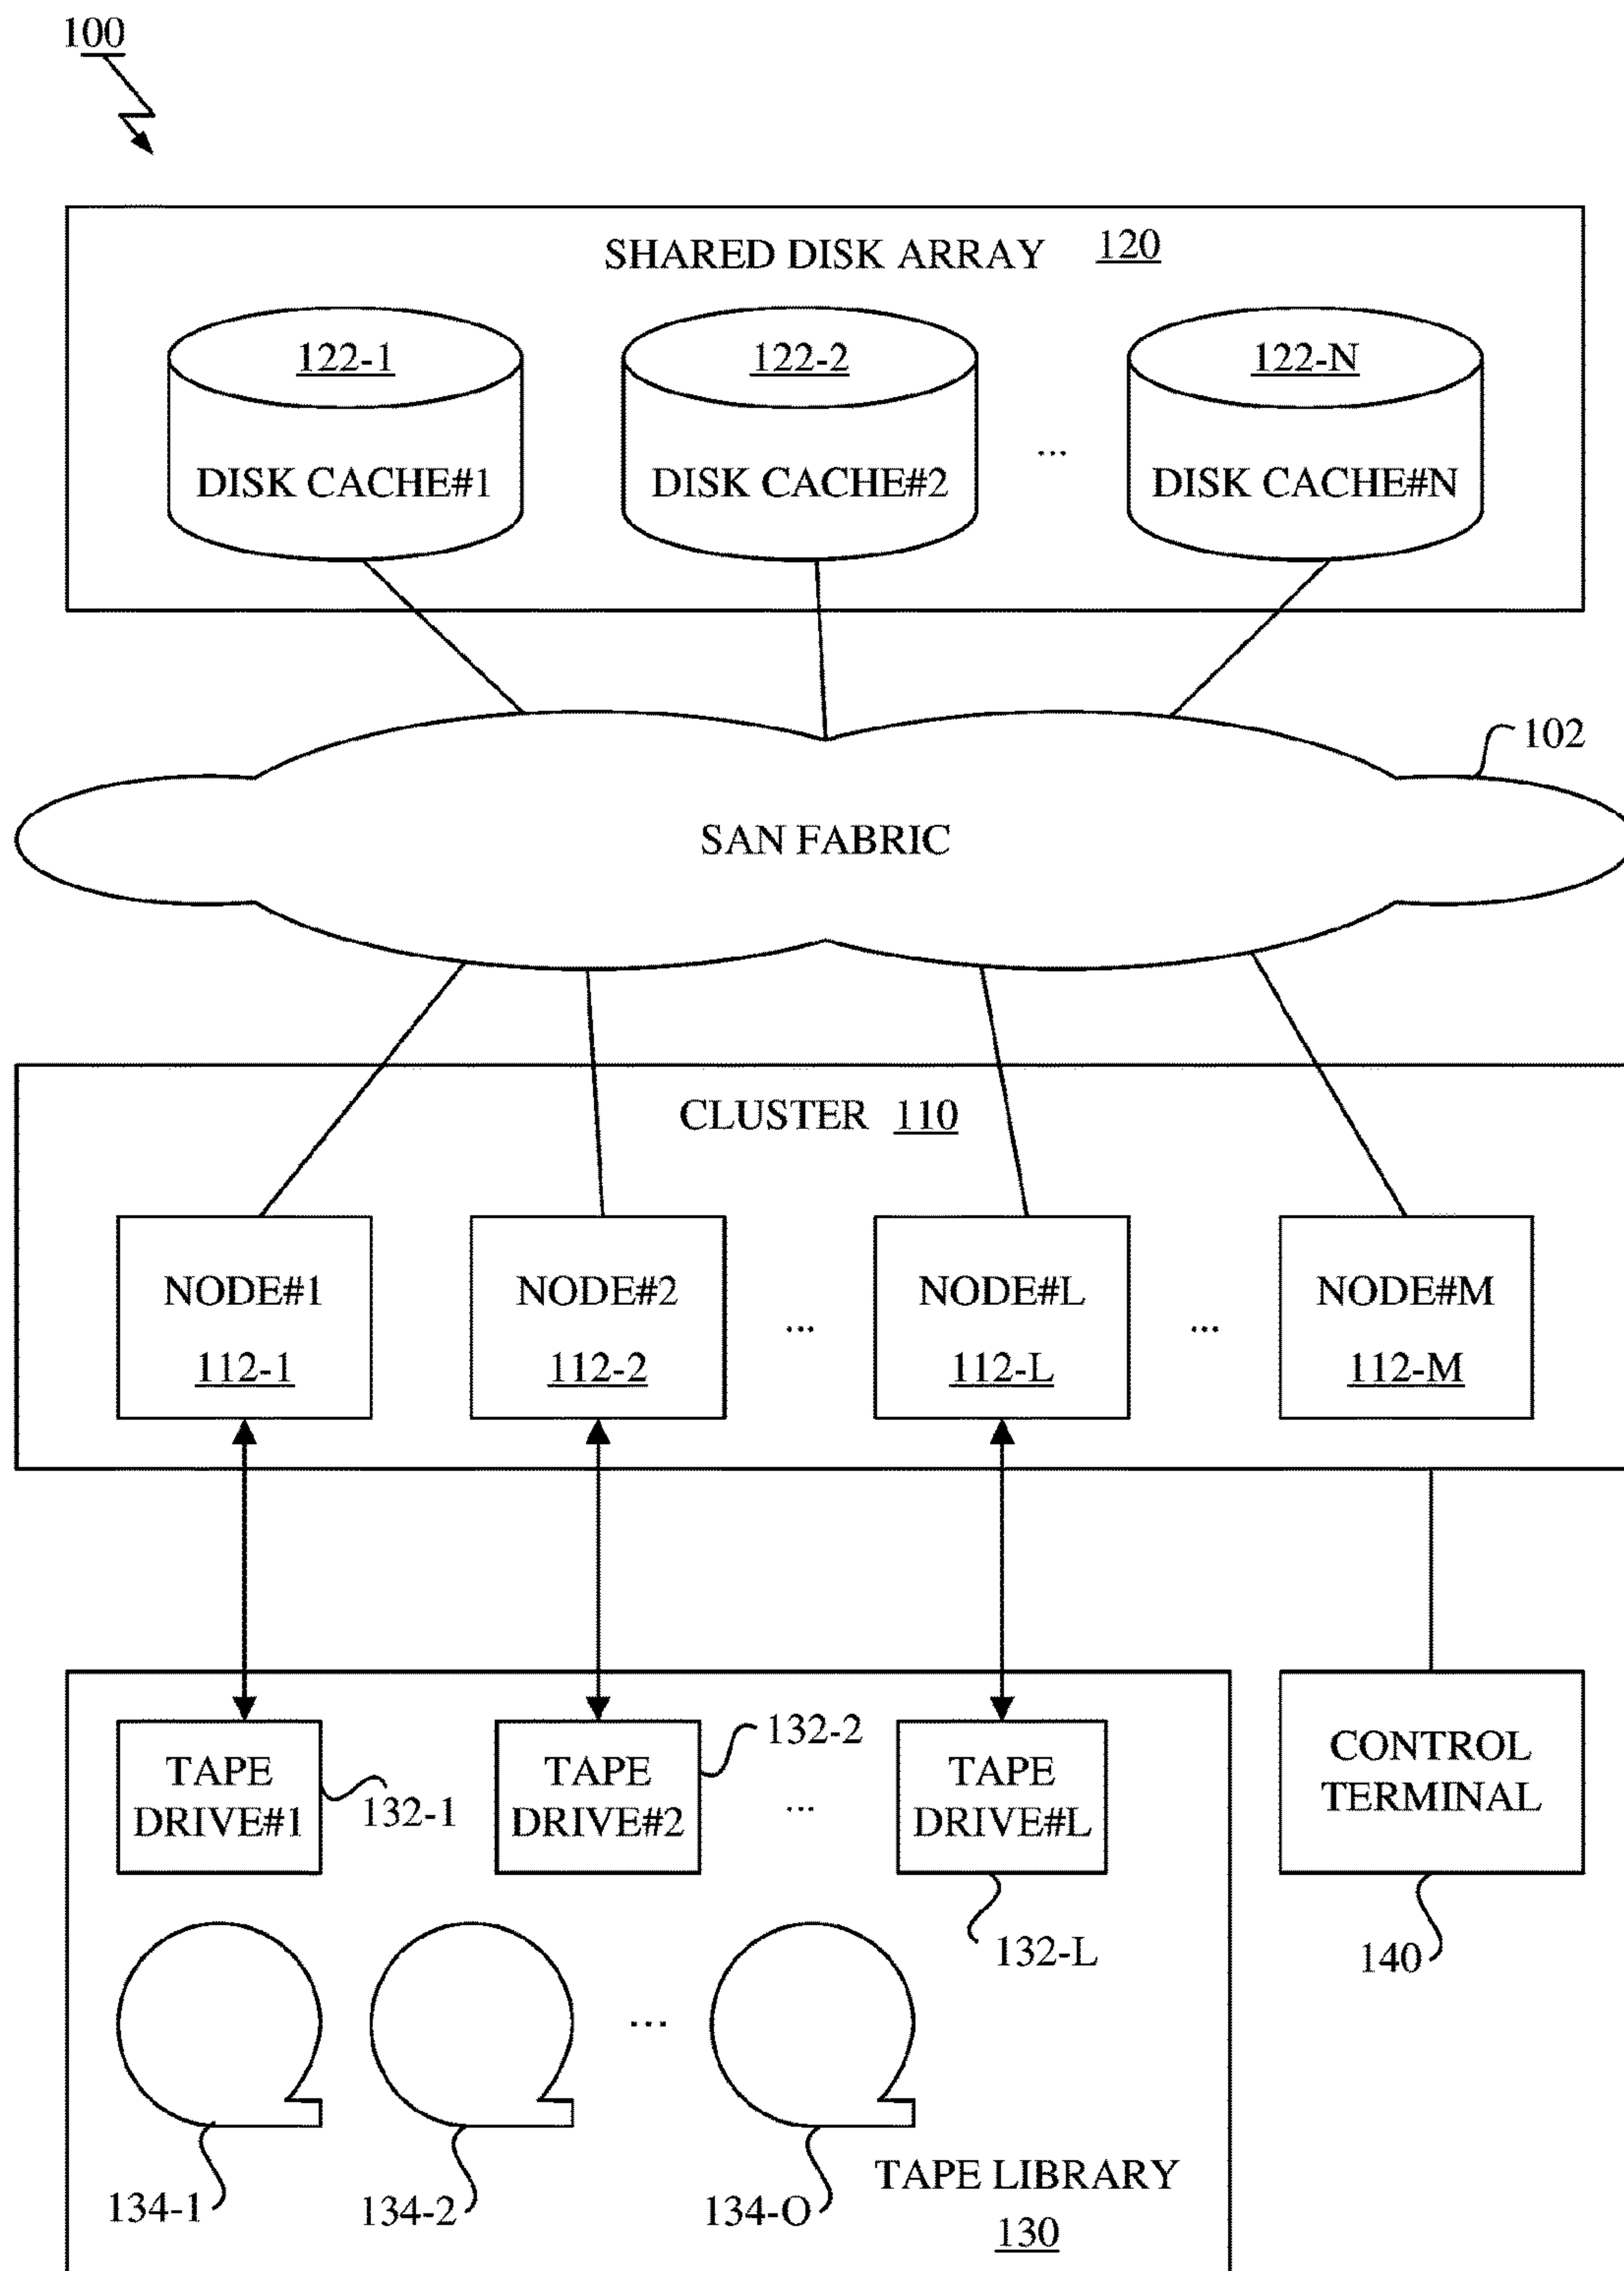 100
SHARED DISK ARRAY 120
122-1 122-2 122-N
DISK CACHE#1 DISK CACHE#2 ... DISK CACHE#N
102
SAN FABRIC
CLUSTER 110
NODE#1 NODE#2 ... NODE#L ... NODE#M
112-1 112-2 112-L 112-M
132-2
TAPE DRIVE#1
132-1
TAPE DRIVE#2
...
TAPE DRIVE#L
132-L
CONTROL
TERMINAL
140
...
134-1 134-2 134-O
TAPE LIBRARY
130